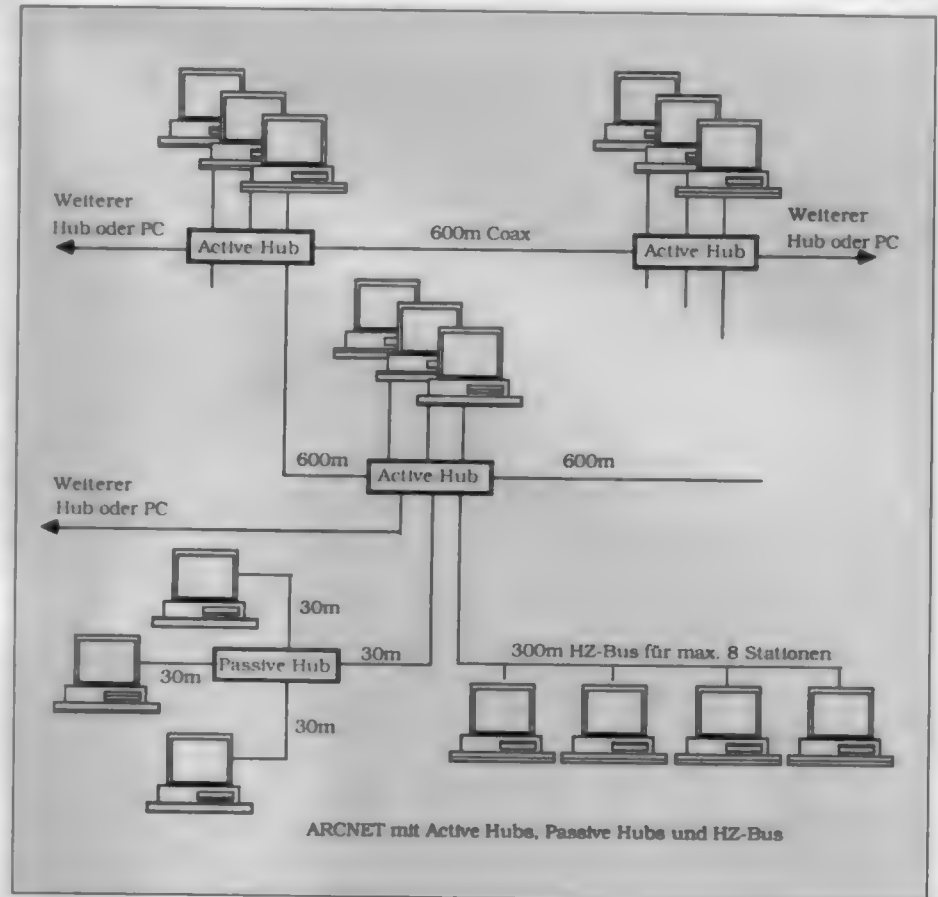 Weiterer
Hub oder PC
Active Hub
600m Coax
Active Hub
Weiterer
Hub oder PC
600m
Active Hub
600m
Weiterer
Hub oder PC
30m
30m
Passive Hub
30m
30m
300m HZ-Bus für max. 8 Stationen
ARCNET mit Active Hubs, Passive Hubs und HZ-Bus